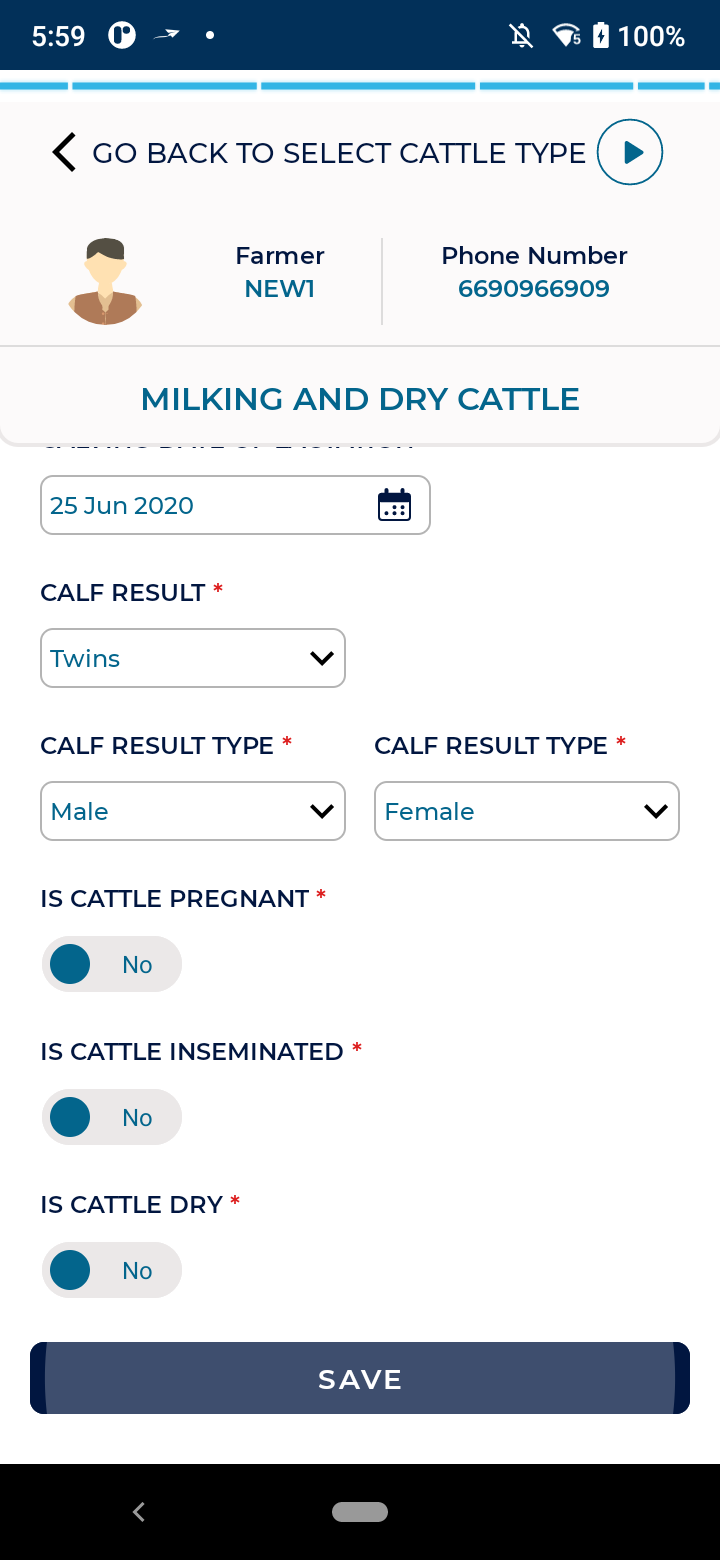 5:59
100%
GO BACK TO SELECT CATTLE TYPE
Farmer
NEW1
Phone Number
6690966909
MILKING AND DRY CATTLE
25 Jun 2020
CALF RESULT *
Twins
CALF RESULT TYPE * CALF RESULT TYPE *
Male Female
IS CATTLE PREGNANT *
No
IS CATTLE INSEMINATED *
No
IS CATTLE DRY *
No
SAVE